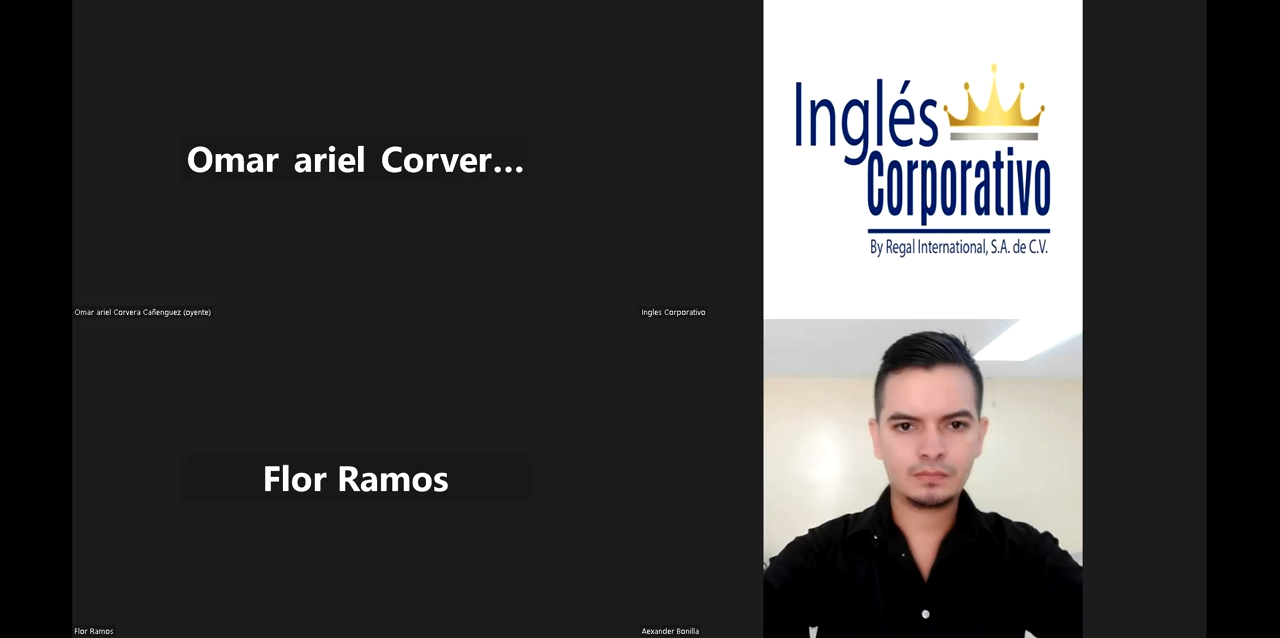 Omar ariel Corver...
Omar ariel Corvera Cañenguez (oyente)
Inglés
Corporativo
By Regal International, S.A. de C.V.
Ingles Corporativo
Flor Ramos
Flor Ramos
Aexander Bonilla